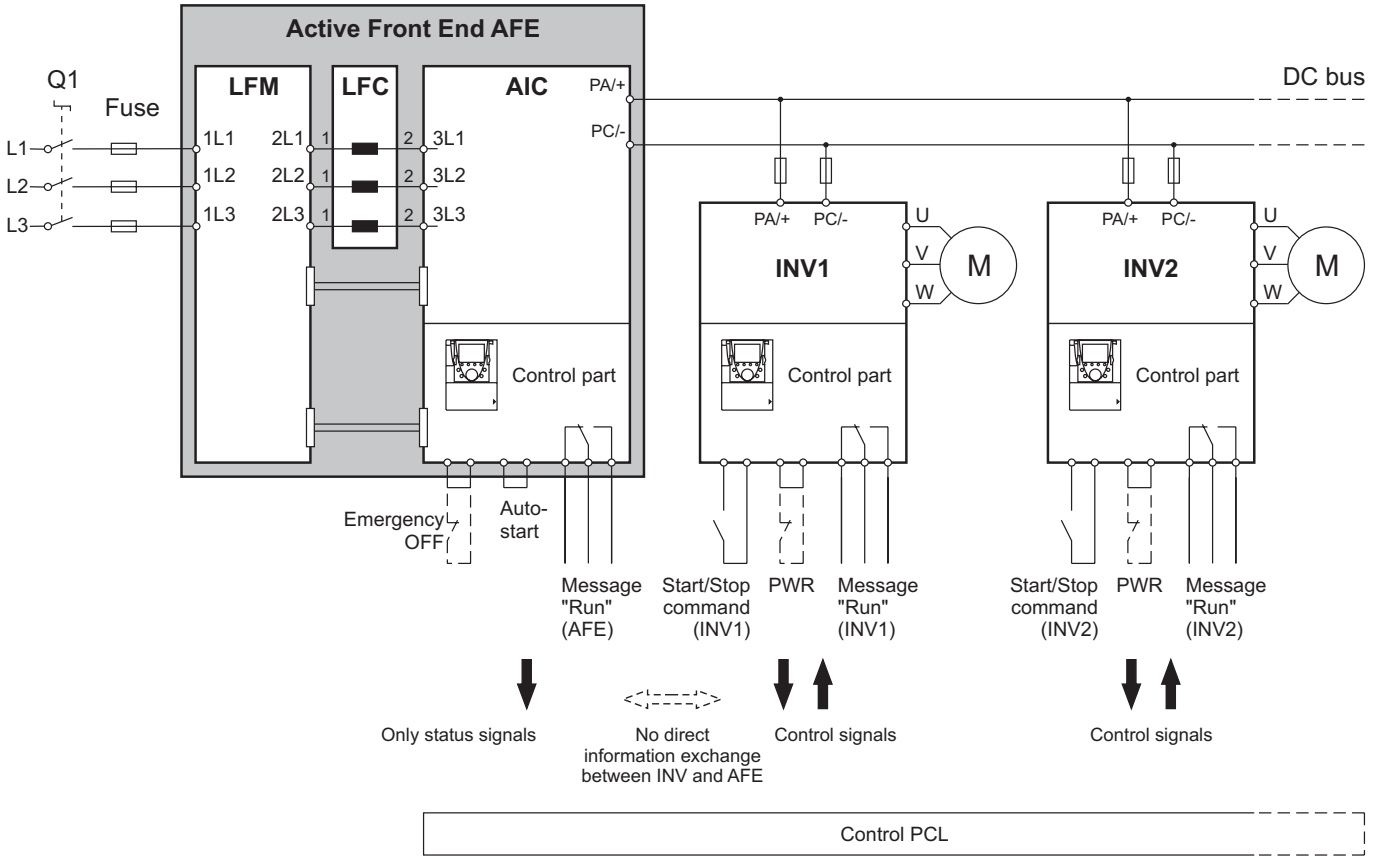 Active Front End AFE
Q1
Fuse
LFM
LFC
AIC
PA/+
DC bus
PC/-
L1
1L1
2L1
1
2
3L1
L2
1L2
2L2
1
2
3L2
L3
1L3
2L3
1
2
3L3
PA/+
PC/-
U
V
W
INV1
M
PA/+
PC/-
U
V
W
INV2
M
Control part
Control part
Control part
Emergency
OFF
Auto-
start
Message
"Run"
(AFE)
Start/Stop
command
(INV1)
PWR
Message
"Run"
(INV1)
Start/Stop
command
(INV2)
PWR
Message
"Run"
(INV2)
Only status signals
No direct
information exchange
between INV and AFE
Control signals
Control signals
Control PCL